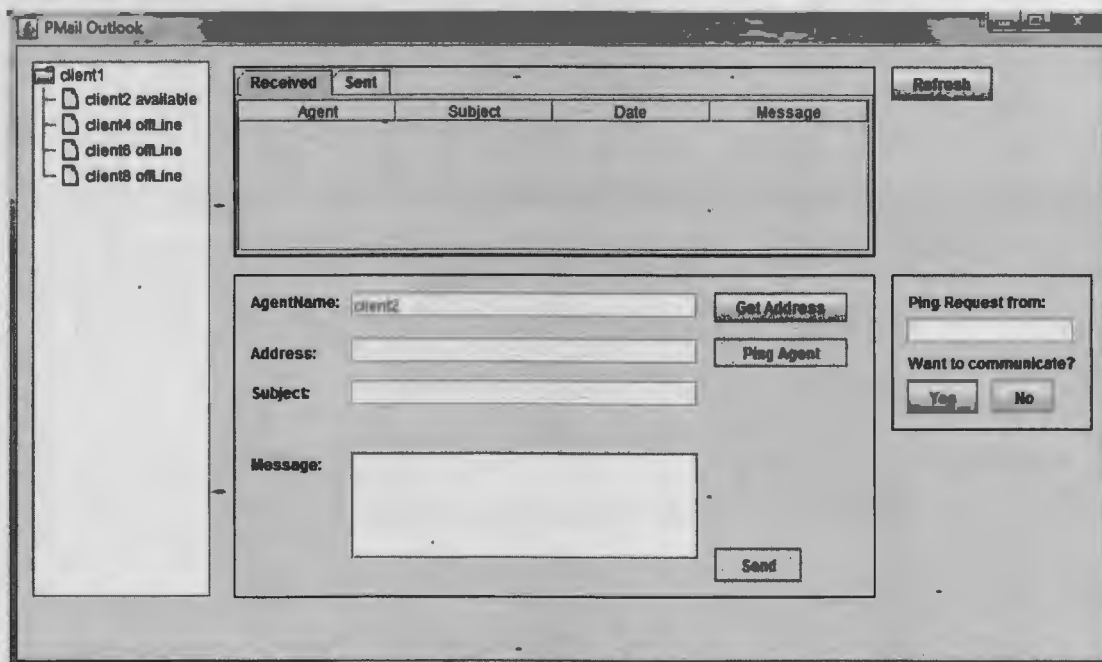 PMail Outlook
client1
client2 available
client4 offLine
client6 offLine
client8 offLine
Received Sent
Agent Subject Date Message
Refresh
AgentName: client2 Get Address
Address: Ping Agent
Subject:
Message:
Send
Ping Request from:
Want to communicate?
Yes No